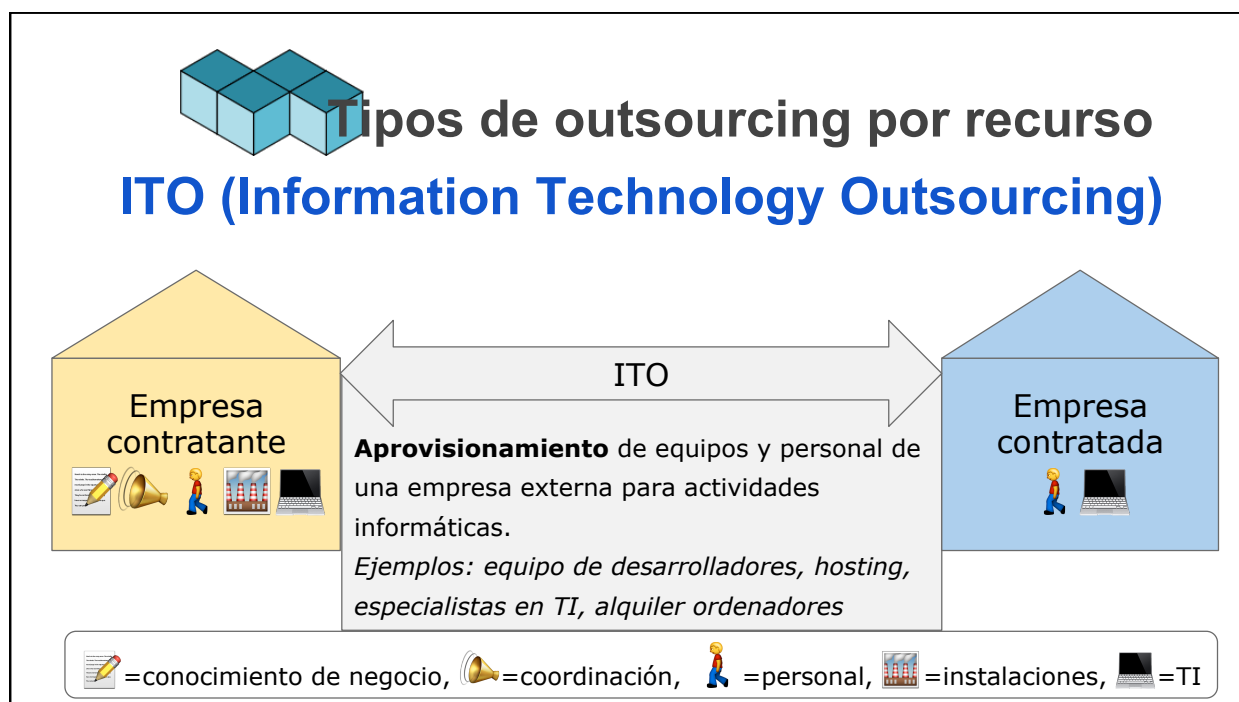 Tipos de outsourcing por recurso
ITO (Information Technology Outsourcing)
Empresa
contratante
ITO
Aprovisionamiento de equipos y personal de
una empresa externa para actividades
informáticas.
Ejemplos: equipo de desarrolladores, hosting,
especialistas en TI, alquiler ordenadores
Empresa
contratada
=conocimiento de negocio, =coordinación, =personal, =instalaciones, =TI